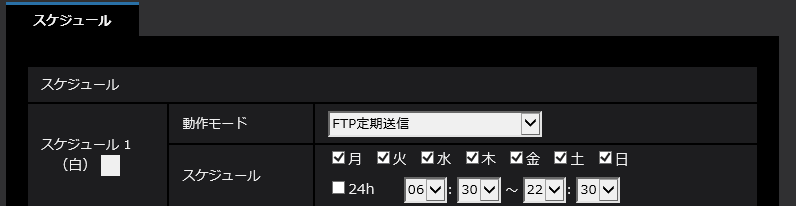 スケジュール
スケジュール
スケジュール 1
（白）
動作モード
FTP定期送信
スケジュール
月 火 水 木 金 土 日
24h 06 : 30 ～ 22 : 30